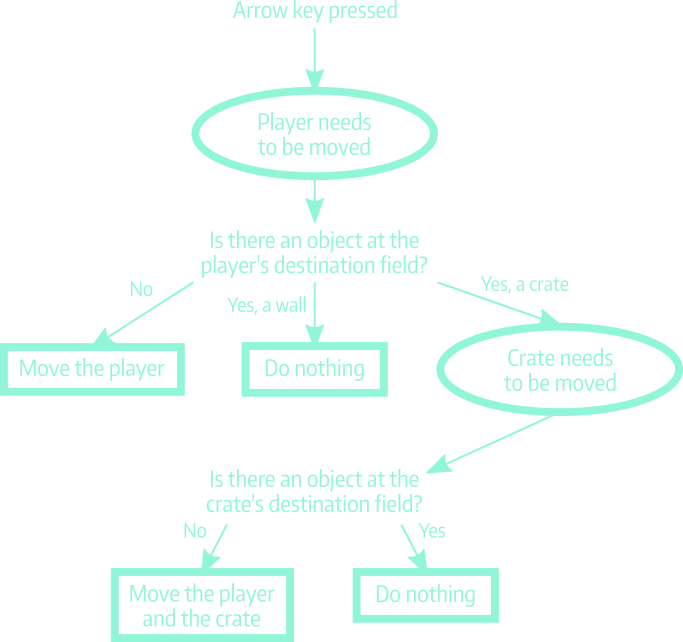 Arrow key pressed
Player needs
to be moved
Is there an object at the
player's destination field?
No
Yes, a wall
Yes, a crate
Move the player
Do nothing
Crate needs
to be moved
Is there an object at the
crate's destination field?
No
Yes
Move the player
and the crate
Do nothing